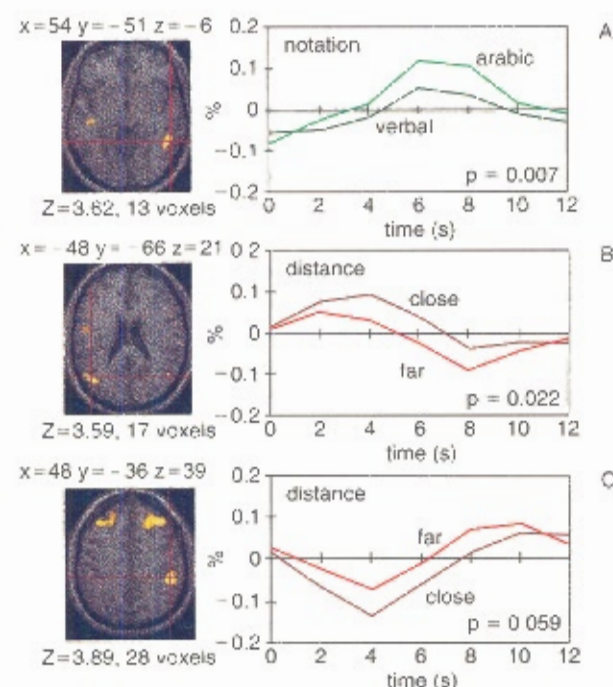 x=54 y=-51 z=-6
A
0.2
notation
0.1
arabic
0
%
verbal
-0.1
p = 0.007
-0.2
0 2 4 6 8 10 12
Z=3.62, 13 voxels
time (s)
x=-48 y=-66 z=21
B
0.2
distance
0.1
close
0
%
-0.1
far
p = 0.022
-0.2
0 2 4 6 8 10 12
Z=3.59, 17 voxels
time (s)
x=48 y=-36 z=39
C
0.2
distance
0.1
far
0
%
close
-0.1
p = 0 059
-0.2
0 2 4 6 8 10 12
Z=3.89, 28 voxels
time (s)